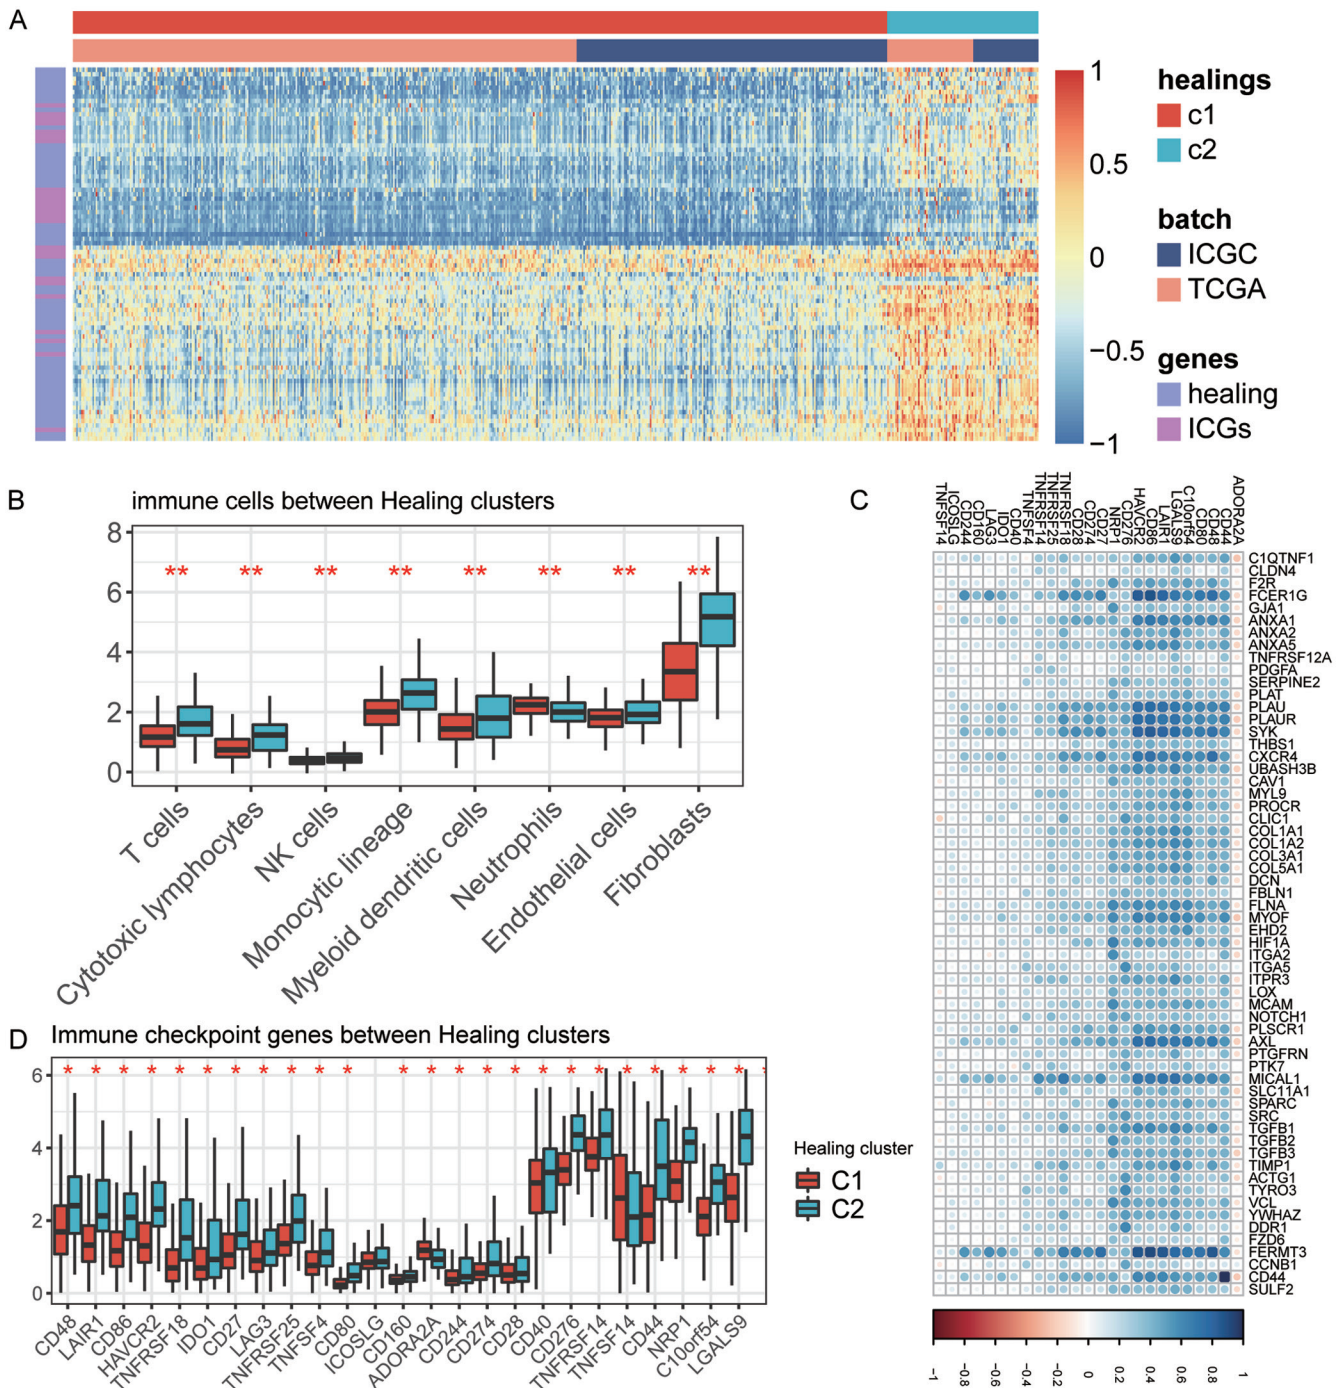 A
1
0.5
0
−0.5
−1
healings
c1
c2
batch
ICGC
TCGA
genes
healing
ICGs
B
immune cells between Healing clusters
8
6
4
2
0
** ** ** ** ** ** ** **
T cells
Cytotoxic lymphocytes
NK cells
Monocytic lineage
Myeloid dendritic cells
Neutrophils
Endothelial cells
Fibroblasts
C
TNFSF14
ICOSLG
CD244
CD160
LAG3
IDO1
CD40
TNFSF4
TNFRSF14
TNFRSF25
TNFRSF18
CD28
CD274
CD27
NRP1
CD276
HAVCR2
CD86
LAIR1
LGALS9
C10orf54
CD80
CD48
CD44
ADORA2A
C1QTNF1
CLDN4
F2R
FCER1G
GJA1
ANXA1
ANXA2
ANXA5
TNFRSF12A
PDGFA
SERPINE2
PLAT
PLAU
PLAUR
SYK
THBS1
CXCR4
UBASH3B
CAV1
MYL9
PROCR
CLIC1
COL1A1
COL1A2
COL3A1
COL5A1
DCN
FBLN1
FLNA
MYOF
EHD2
HIF1A
ITGA2
ITGA5
ITPR3
LOX
MCAM
NOTCH1
PLSCR1
AXL
PTGFRN
PTK7
MICAL1
SLC11A1
SPARC
SRC
TGFB1
TGFB2
TGFB3
TIMP1
ACTG1
TYRO3
VCL
YWHAZ
DDR1
FZD6
FERMT3
CCNB1
CD44
SULF2
-1
-0.8
-0.6
-0.4
-0.2
0
0.2
0.4
0.6
0.8
1
D
Immune checkpoint genes between Healing clusters
6
4
2
0
* * * * * * * * * * * * * * * * * * * * * * * *
CD48
LAIR1
CD86
HAVCR2
TNFRSF18
IDO1
CD27
LAG3
TNFRSF25
TNFSF4
CD80
ICOSLG
CD160
ADORA2A
CD244
CD274
CD28
CD40
CD276
TNFRSF14
TNFSF14
CD44
NRP1
C10orf54
LGALS9
Healing cluster
C1
C2